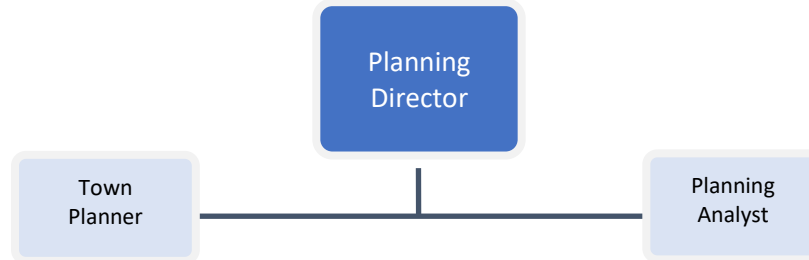 Planning
Director
Town
Planner
Planning
Analyst